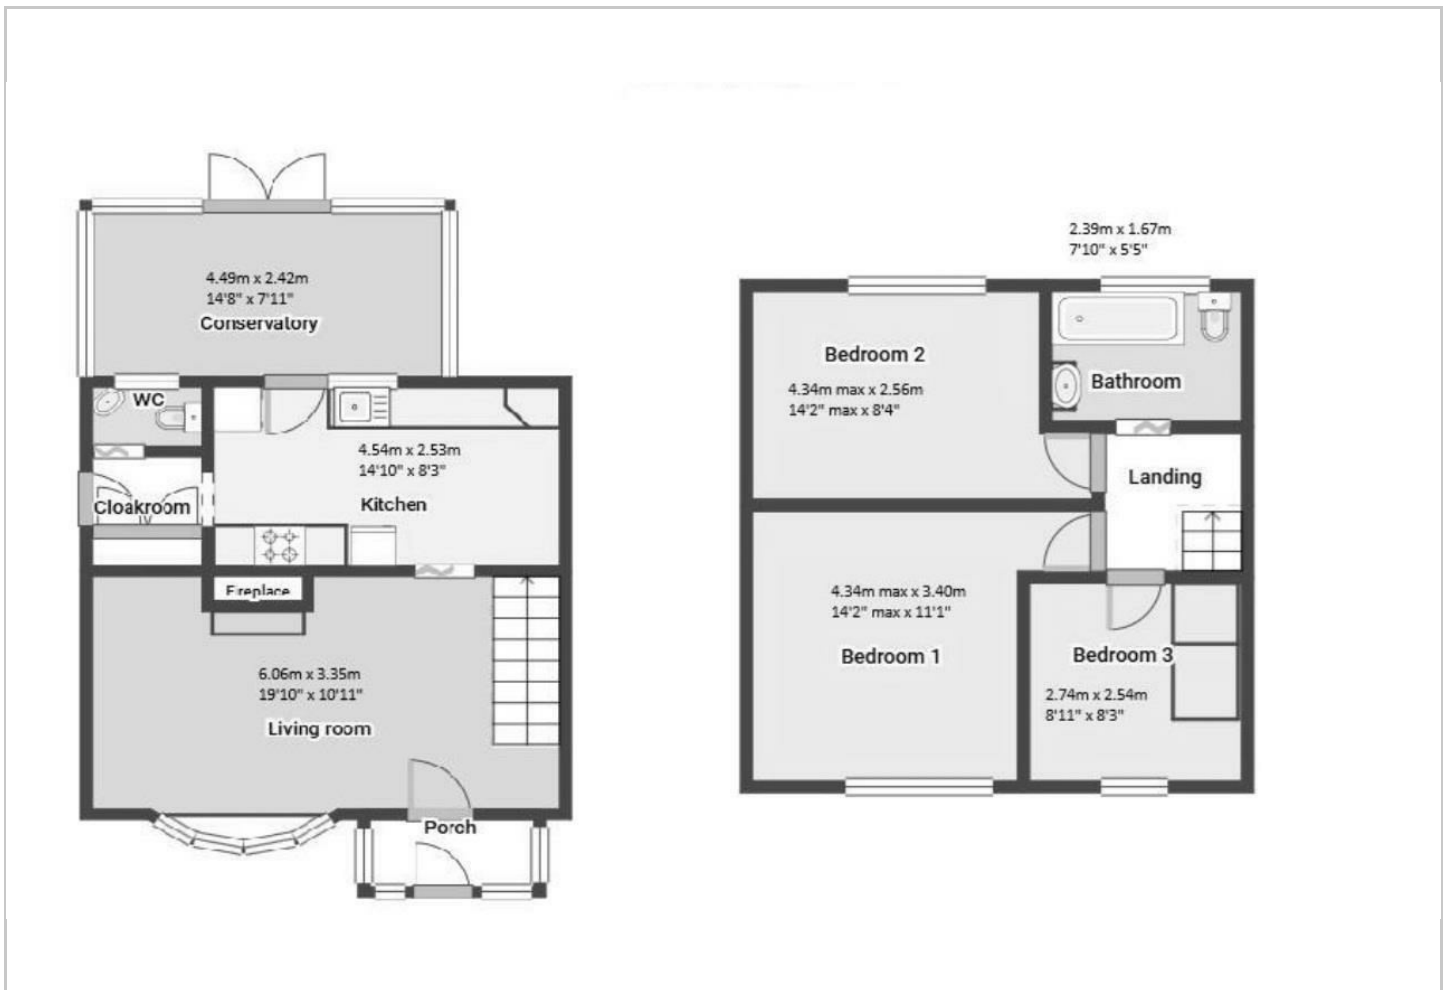 4.49m x 2.42m
14'8" x 7'11"
Conservatory
WC
4.54m x 2.53m
14'10" x 8'3"
Kitchen
Cloakroom
Fireplace
6.06m x 3.35m
19'10" x 10'11"
Living room
Porch
2.39m x 1.67m
7'10" x 5'5"
Bathroom
Bedroom 2
4.34m max x 2.56m
14'2" max x 8'4"
Landing
4.34m max x 3.40m
14'2" max x 11'1"
Bedroom 1
Bedroom 3
2.74m x 2.54m
8'11" x 8'3"